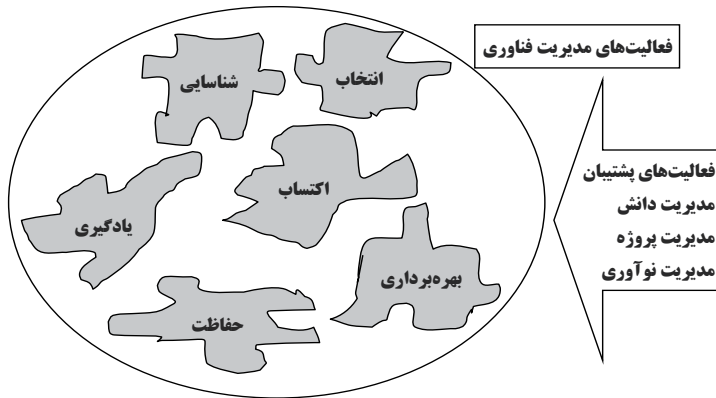 فعالیت‌های مدیریت فناوری
انتخاب
شناسایی
اکتساب
یادگیری
بهره‌برداری
حفاظت
فعالیت‌های پشتیبان
مدیریت دانش
مدیریت پروژه
مدیریت نوآوری